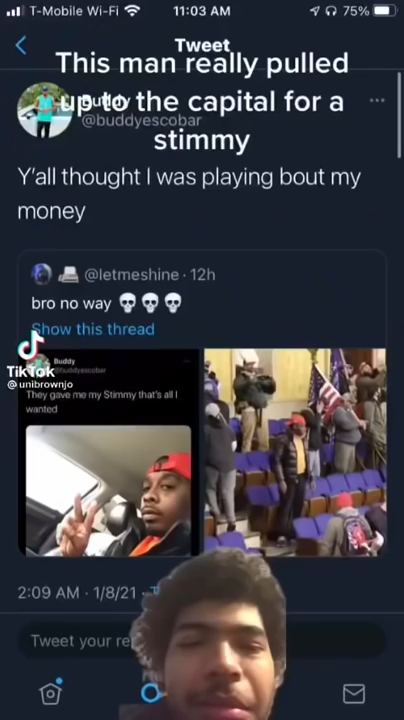 T-Mobile Wi-Fi
11:03 AM
75%
Tweet
This man really pulled
up to the capital for a
stimmy
Buddy
@buddyescobar
Y'all thought I was playing bout my
money
@letmeshine · 12h
bro no way 💀💀💀
Show this thread
Buddy
@buddyescobar
They gave me my Stimmy that's all I
wanted
TikTok
@unibrownjo
2:09 AM · 1/8/21 ·
Tweet your re